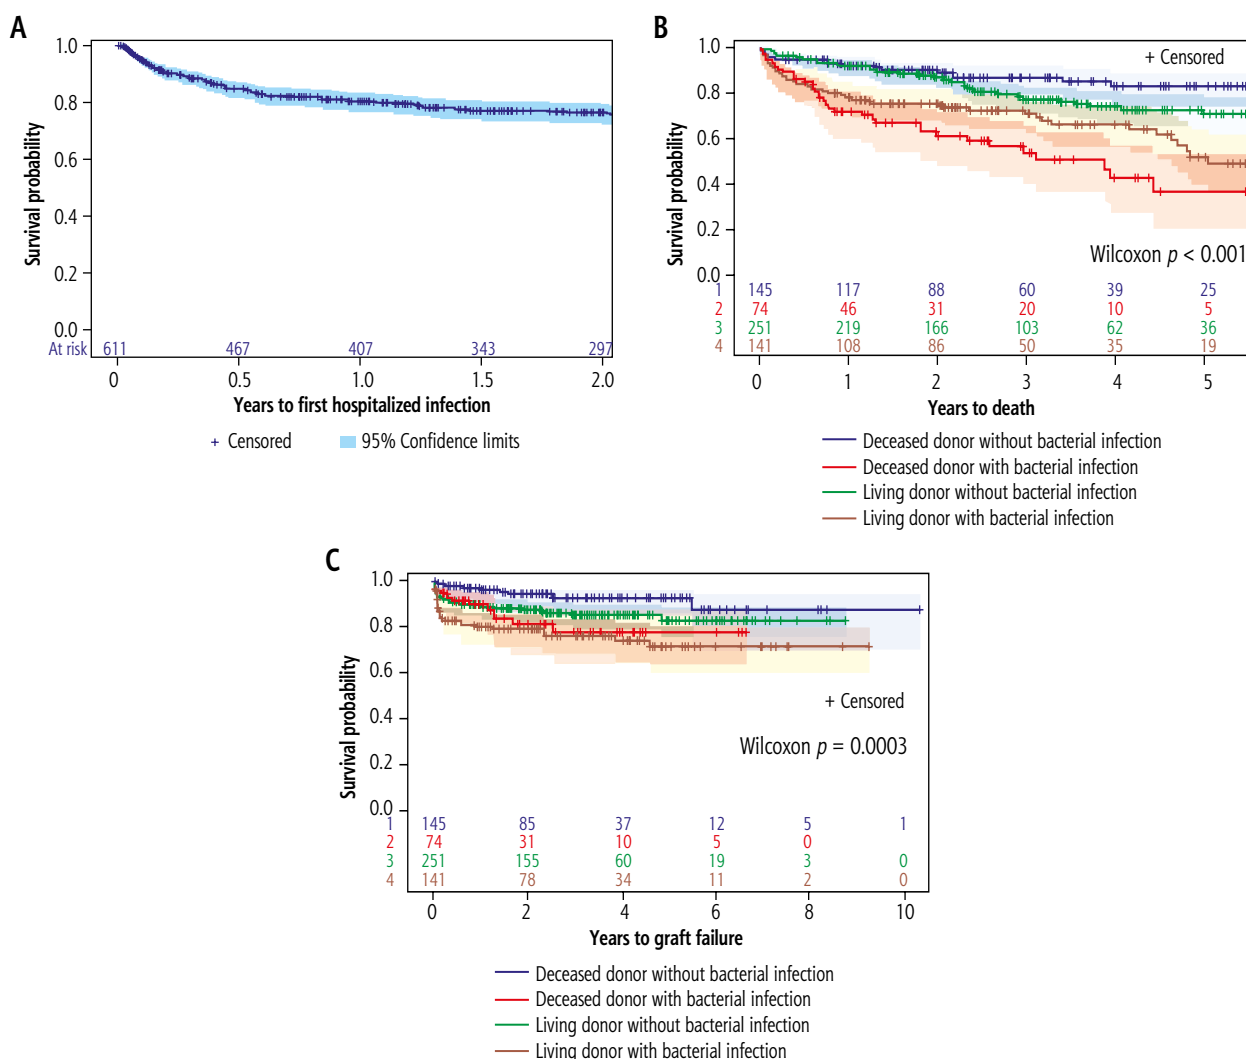 A
1.0
0.8
0.6
0.4
0.2
0.0
Survival probability
At risk 611 467 407 343 297
0 0.5 1.0 1.5 2.0
Years to first hospitalized infection
+ Censored 95% Confidence limits
B
1.0
0.8
0.6
0.4
0.2
0.0
Survival probability
+ Censored
Wilcoxon p < 0.001
1 145 117 88 60 39 25
2 74 46 31 20 10 5
3 251 219 166 103 62 36
4 141 108 86 50 35 19
0 1 2 3 4 5
Years to death
Deceased donor without bacterial infection
Deceased donor with bacterial infection
Living donor without bacterial infection
Living donor with bacterial infection
C
1.0
0.8
0.6
0.4
0.2
0.0
Survival probability
+ Censored
Wilcoxon p = 0.0003
1 145 85 37 12 5 1
2 74 31 10 5 0
3 251 155 60 19 3 0
4 141 78 34 11 2 0
0 2 4 6 8 10
Years to graft failure
Deceased donor without bacterial infection
Deceased donor with bacterial infection
Living donor without bacterial infection
Living donor with bacterial infection